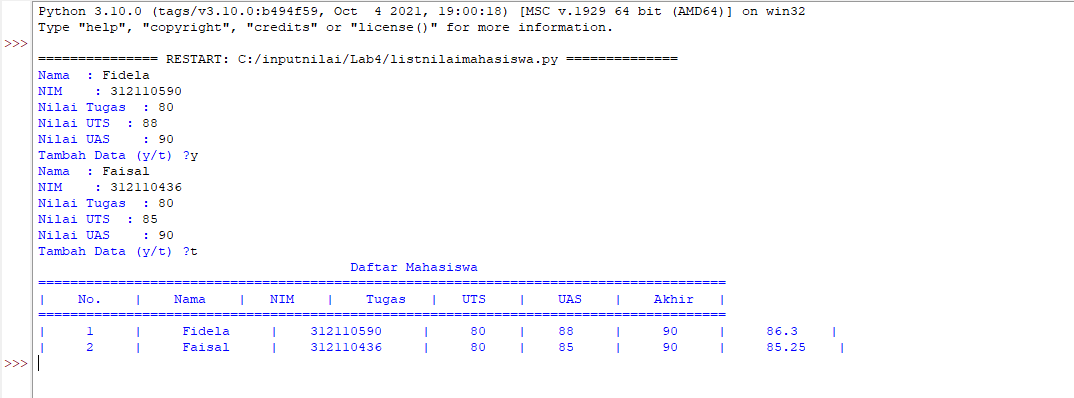 Python 3.10.0 (tags/v3.10.0:b494f59, Oct  4 2021, 19:00:18) [MSC v.1929 64 bit (AMD64)] on win32
Type "help", "copyright", "credits" or "license()" for more information.
>>>
=============== RESTART: C:/inputnilai/Lab4/listnilaimahasiswa.py ==============
Nama  : Fidela
NIM    : 312110590
Nilai Tugas  : 80
Nilai UTS  : 88
Nilai UAS    : 90
Tambah Data (y/t) ?y
Nama  : Faisal
NIM    : 312110436
Nilai Tugas  : 80
Nilai UTS  : 85
Nilai UAS    : 90
Tambah Data (y/t) ?t
                                       Daftar Mahasiswa
======================================================================================
|    No.    |    Nama    |   NIM    |    Tugas   |   UTS    |    UAS    |    Akhir   |
======================================================================================
|     1     |     Fidela     |    312110590     |     80    |    88     |     90     |     86.3    |
|     2     |     Faisal     |    312110436     |     80    |    85     |     90     |     85.25    |
>>>